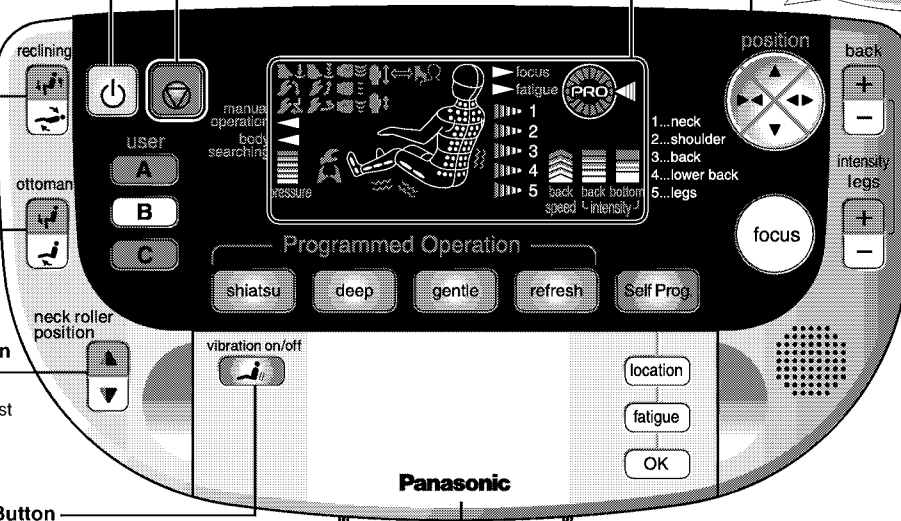 reclining
position
back
focus
fatigue
PRO
manual
operation
body
searching
pressure
1
2
3
4
5
back
speed
back
bottom
intensity
1...neck
2...shoulder
3...back
4...lower back
5...legs
user
A
B
C
ottoman
intensity
legs
focus
Programmed Operation
shiatsu
deep
gentle
refresh
Self Prog.
neck roller
position
vibration on/off
location
fatigue
OK
Panasonic
Button